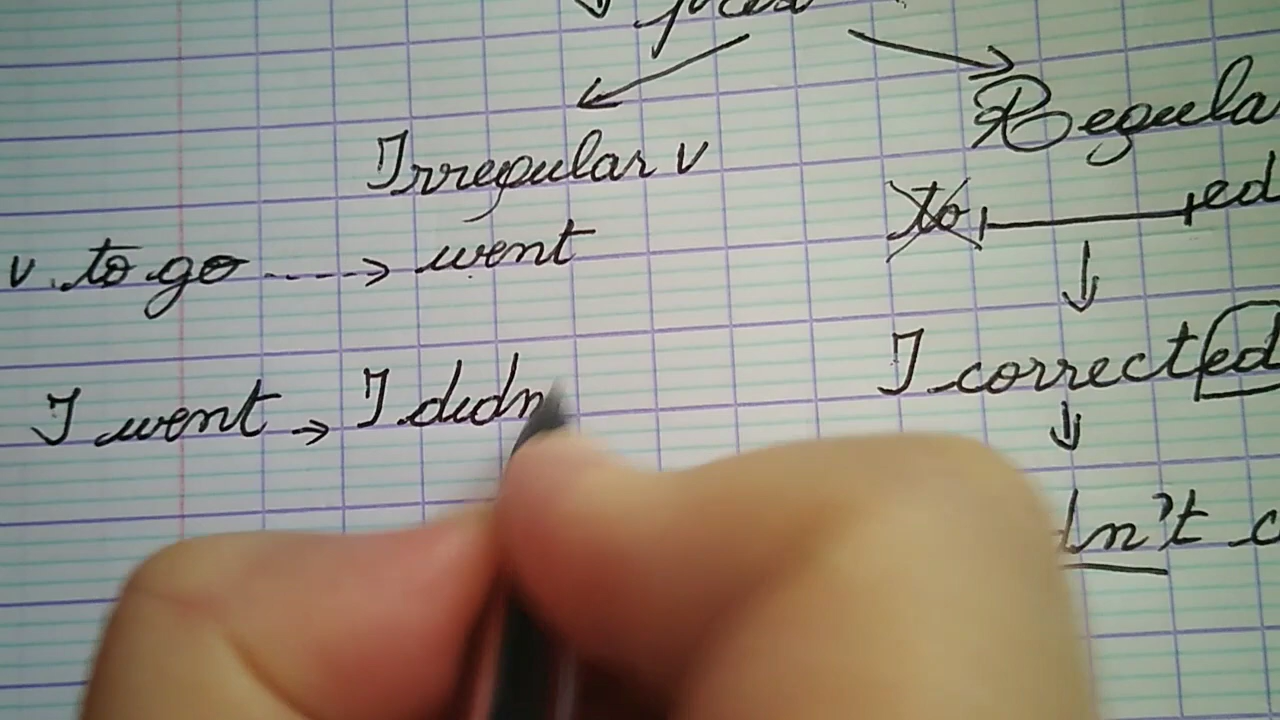 Irregular v
v. to go ----> went
I went → I didn
Regula
to ed
I corrected
n't c